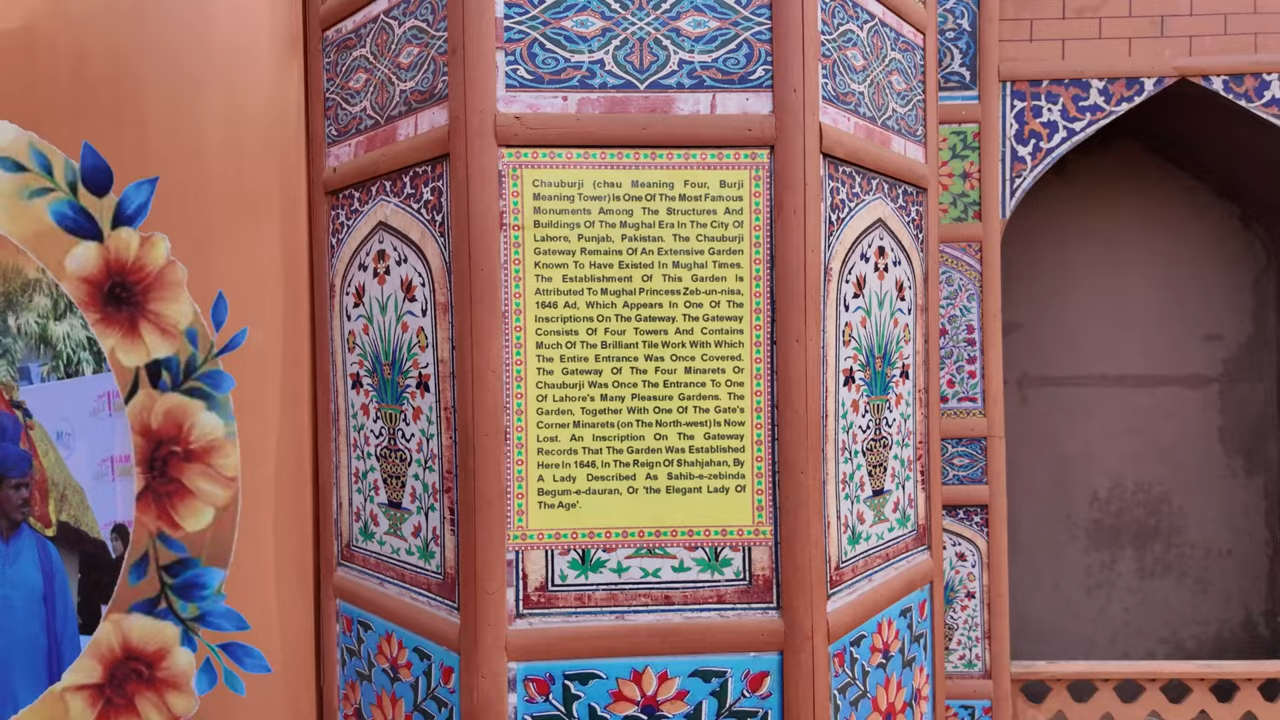 Chauburji (chau Meaning Four, Burji
Meaning Tower) Is One Of The Most Famous
Monuments Among The Structures And
Buildings Of The Mughal Era In The City Of
Lahore, Punjab, Pakistan. The Chauburji
Gateway Remains Of An Extensive Garden
Known To Have Existed In Mughal Times.
The Establishment Of This Garden Is
Attributed To Mughal Princess Zeb-un-nisa,
1646 Ad, Which Appears In One Of The
Inscriptions On The Gateway. The Gateway
Consists Of Four Towers And Contains
Much Of The Brilliant Tile Work With Which
The Entire Entrance Was Once Covered.
The Gateway Of The Four Minarets Or
Chauburji Was Once The Entrance To One
Of Lahore's Many Pleasure Gardens. The
Garden, Together With One Of The Gate's
Corner Minarets (on The North-west) Is Now
Lost. An Inscription On The Gateway
Records That The Garden Was Established
Here In 1646, In The Reign Of Shahjahan, By
A Lady Described As Sahib-e-zebinda
Begum-e-dauran, Or 'the Elegant Lady Of
The Age'.